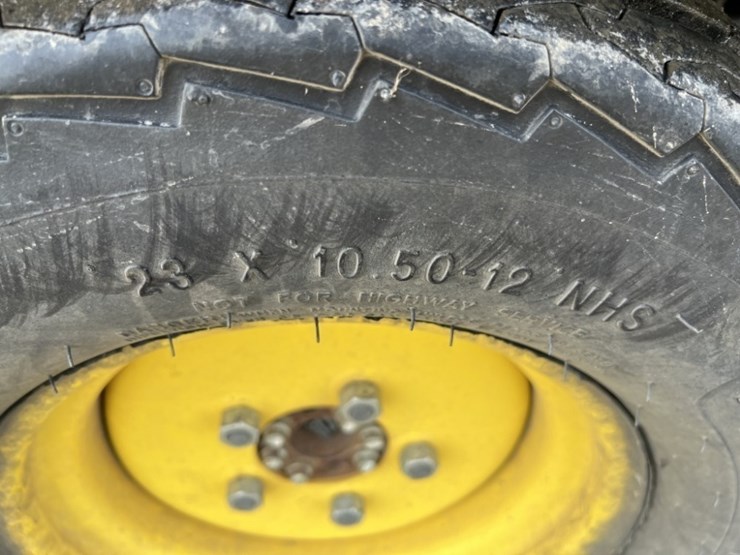 23 X 10.50-12 NHS
NOT FOR HIGHWAY SERVICE